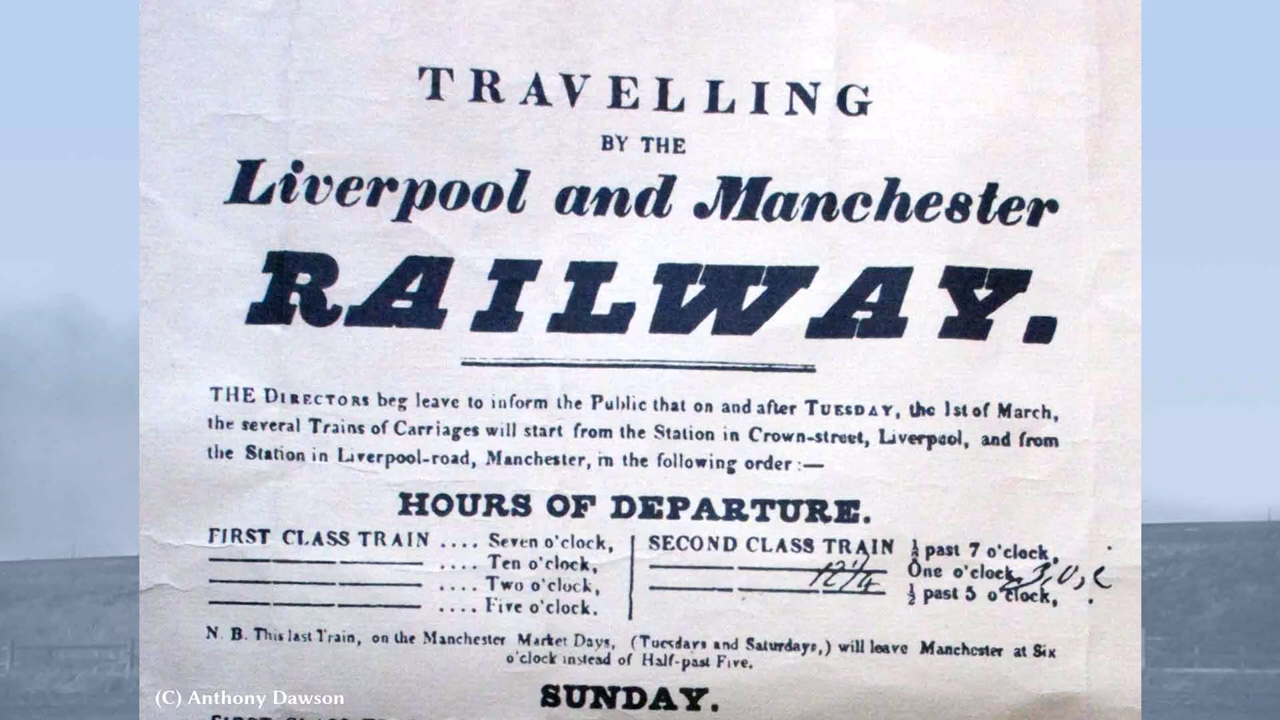 TRAVELLING
BY THE
Liverpool and Manchester
RAILWAY.
THE DIRECTORS beg leave to inform the Public that on and after TUESDAY, the 1st of March,
the several Trains of Carriages will start from the Station in Crown-street, Liverpool, and from
the Station in Liverpool-road, Manchester, in the following order :—
HOURS OF DEPARTURE.
FIRST CLASS TRAIN .... Seven o'clock,
.... Ten o'clock,
.... Two o'clock,
.... Five o'clock.
SECOND CLASS TRAIN ½ past 7 o'clock,
12¼ One o'clock,
½ past 5 o'clock,
N. B. This last Train, on the Manchester Market Days, (Tuesdays and Saturdays,) will leave Manchester at Six
o'clock instead of Half-past Five.
SUNDAY.
(C) Anthony Dawson